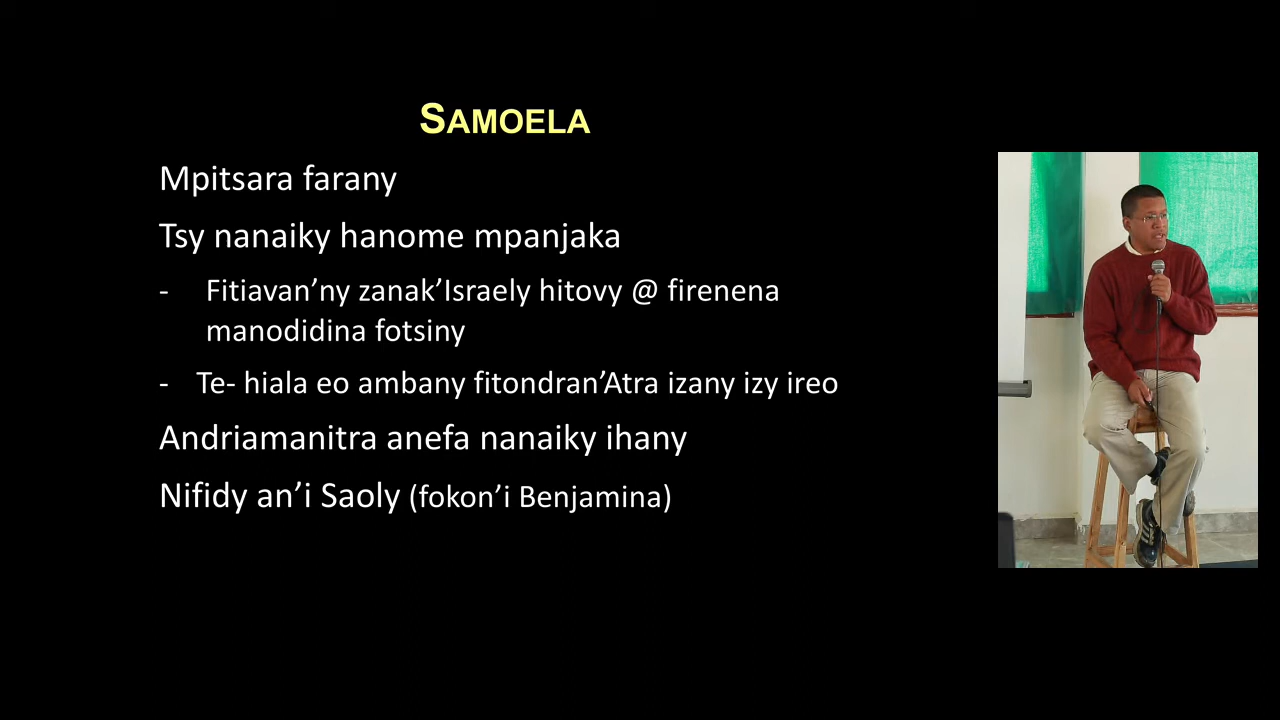 SAMOELA
Mpitsara farany
Tsy nanaiky hanome mpanjaka
- Fitiavan’ny zanak’Israely hitovy @ firenena
manodidina fotsiny
- Te- hiala eo ambany fitondran’Atra izany izy ireo
Andriamanitra anefa nanaiky ihany
Nifidy an’i Saoly (fokon’i Benjamina)